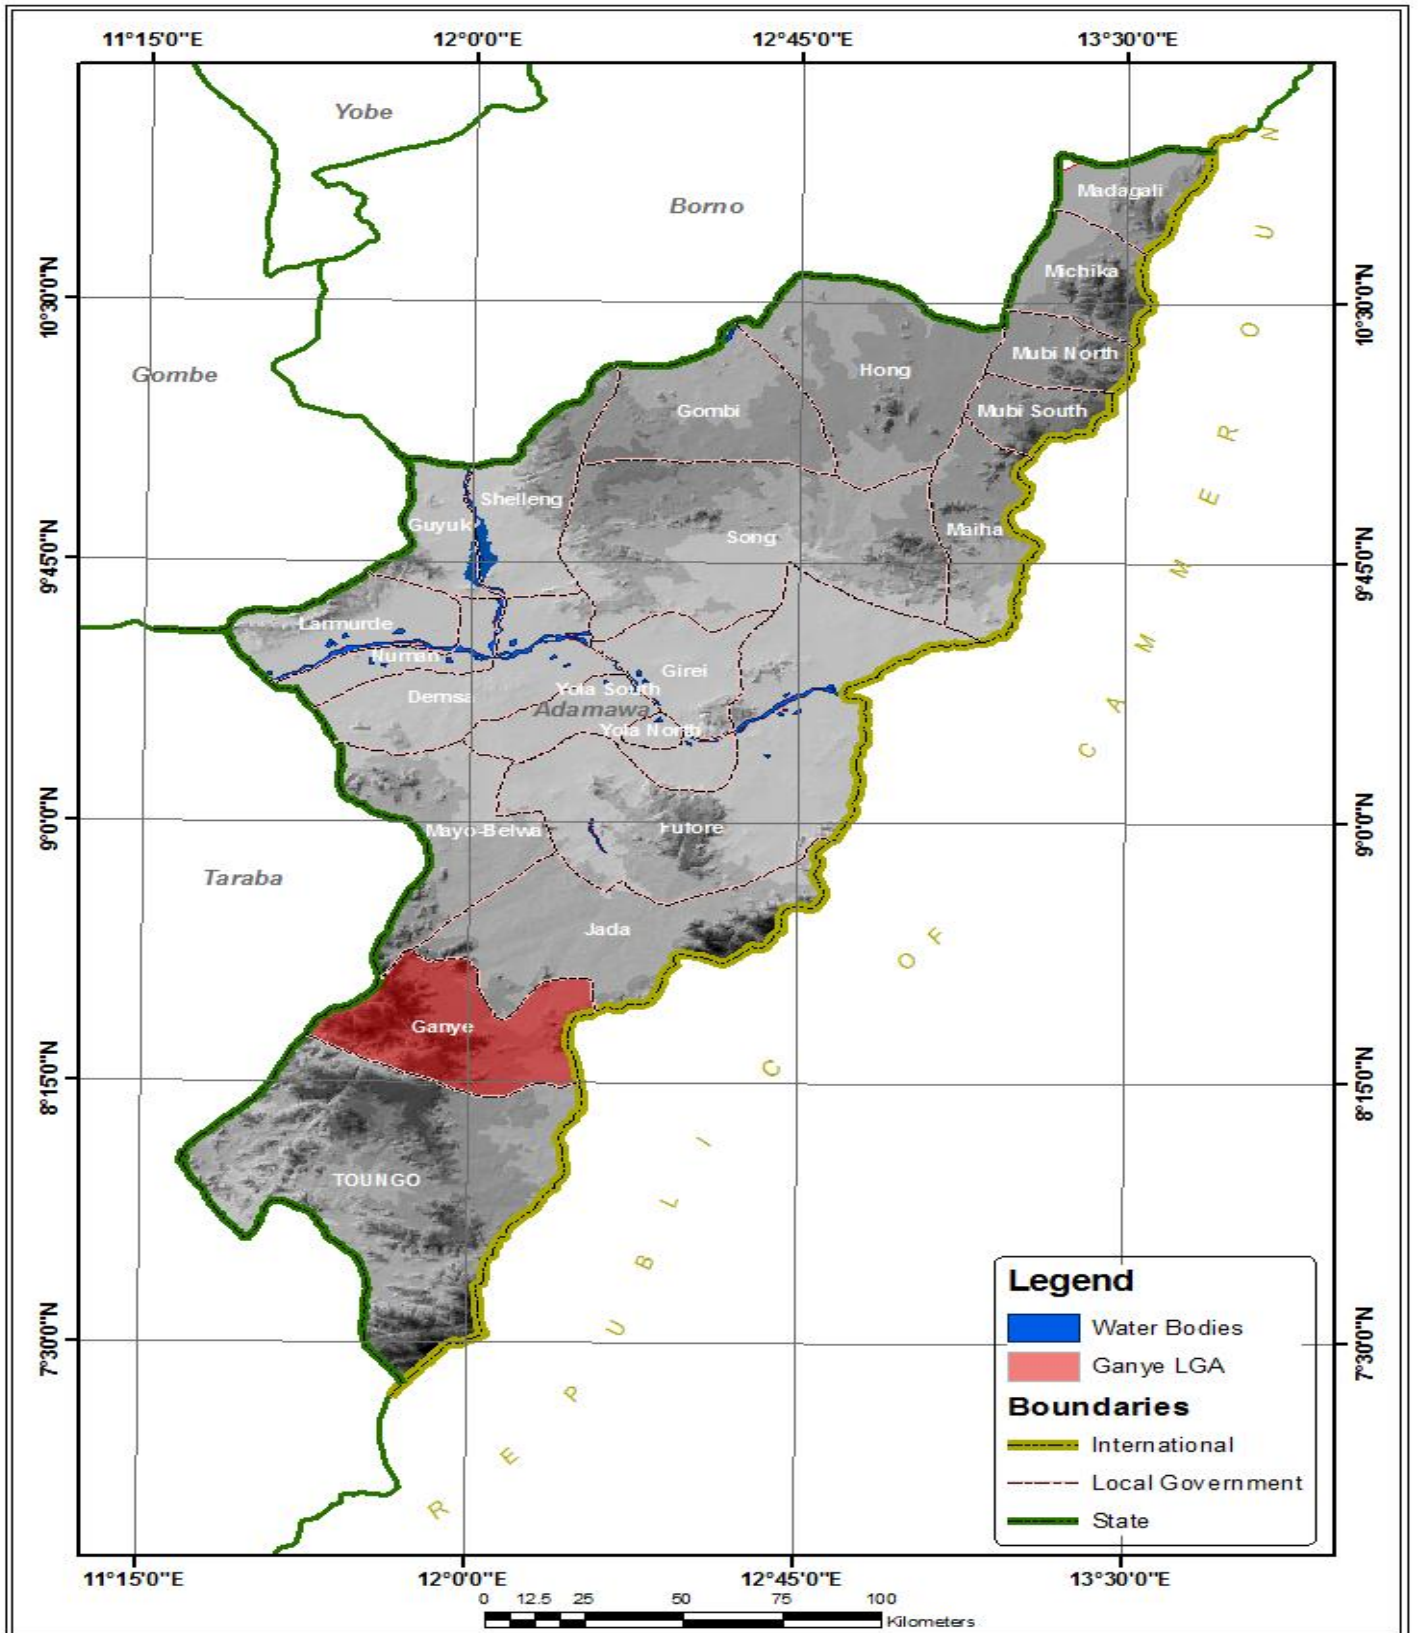 11°15'0"E 12°0'0"E 12°45'0"E 13°30'0"E
Yobe
Borno
Madagali
Michika
10°30'0"N 10°30'0"N
Mubi North
Gombe
Hong
Gombi
Mubi South
Shelleng
Guyuk
Song
Maiha
9°45'0"N 9°45'0"N
Larmurde
Numan
Girei
Yola South
Demsa
Adamawa
Yola North
9°0'0"N 9°0'0"N
Mayo-Belwa
Fufore
Taraba
Jada
Ganye
8°15'0"N 8°15'0"N
TOUNGO
7°30'0"N 7°30'0"N
REPUBLIC OF CAMMEROUN
Legend
Water Bodies
Ganye LGA
Boundaries
International
Local Government
State
11°15'0"E 12°0'0"E 12°45'0"E 13°30'0"E
0 12.5 25 50 75 100
Kilometers